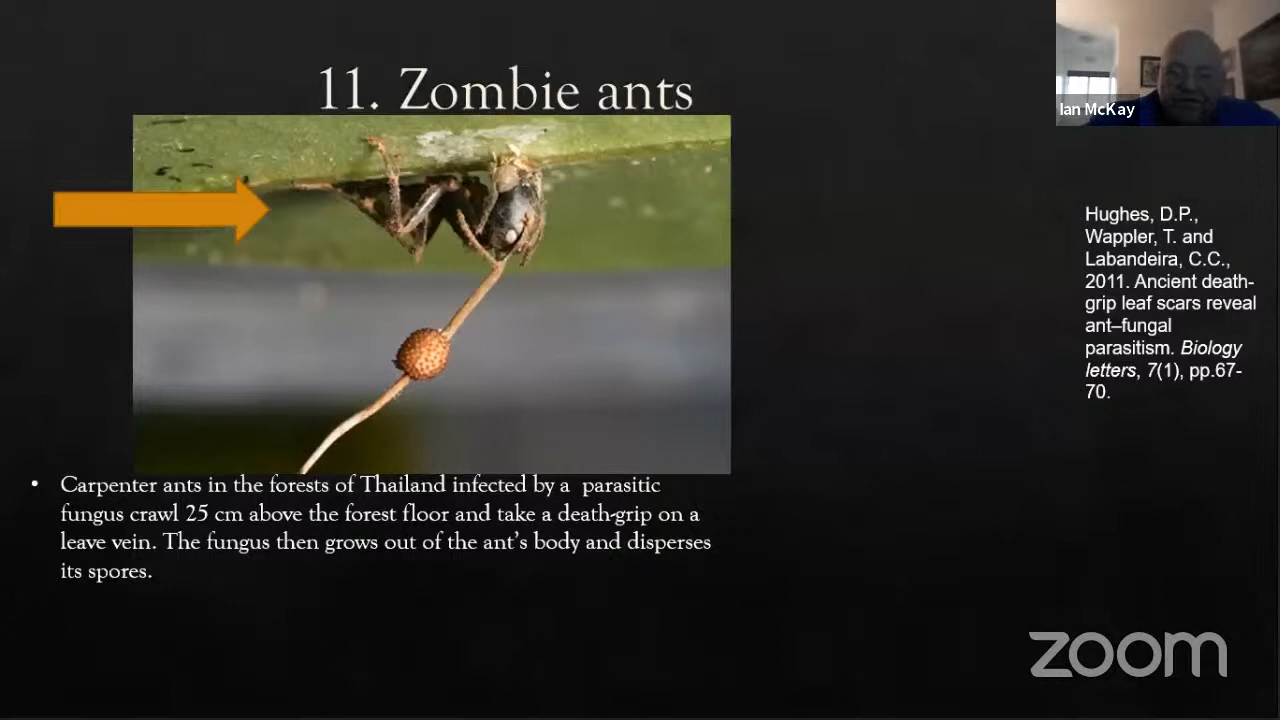 11. Zombie ants
Ian McKay
Hughes, D.P.,
Wappler, T. and
Labandeira, C.C.,
2011. Ancient death-
grip leaf scars reveal
ant–fungal
parasitism. Biology
letters, 7(1), pp.67-
70.
Carpenter ants in the forests of Thailand infected by a parasitic
fungus crawl 25 cm above the forest floor and take a death-grip on a
leave vein. The fungus then grows out of the ant's body and disperses
its spores.
zoom